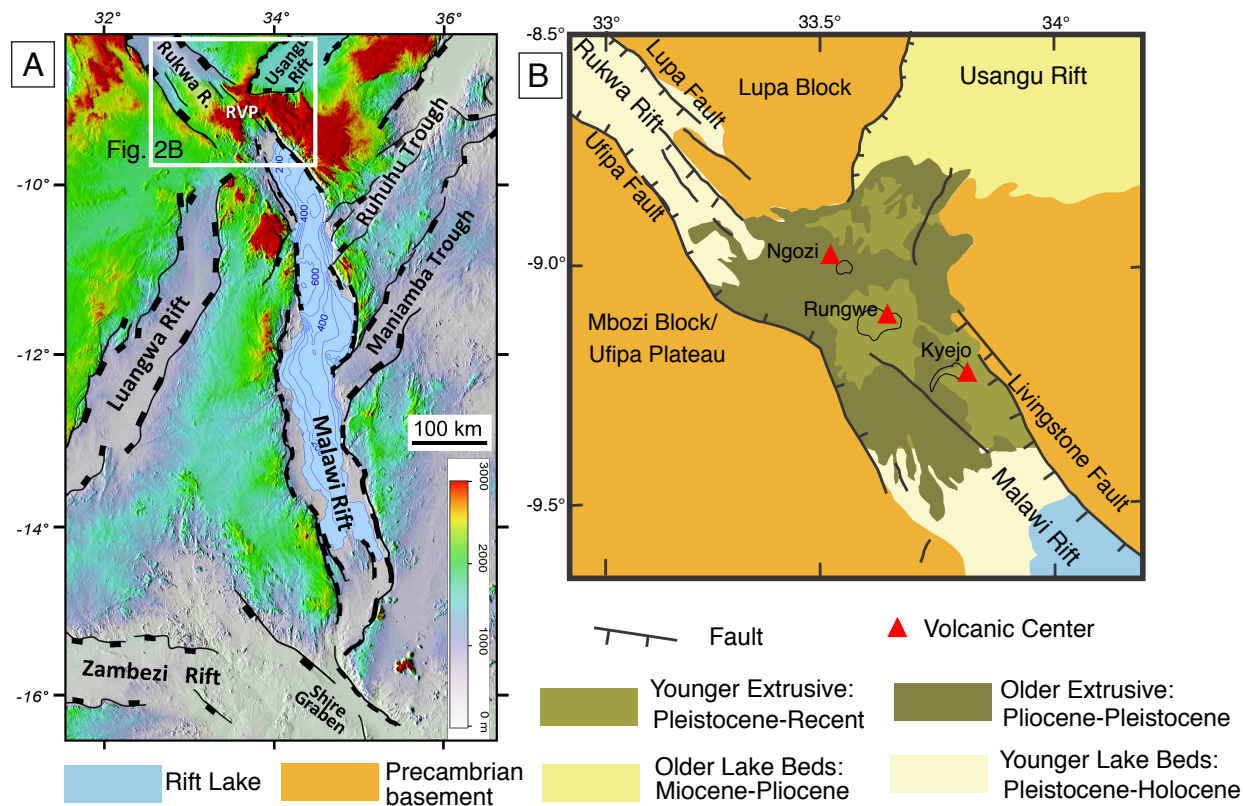 A
32°
34°
36°
-10°
-12°
-14°
-16°
Rukwa R.
Usangu
Rift
RVP
Fig. 2B
200
400
600
400
Ruhuhu Trough
Maniamba Trough
Luangwa Rift
Malawi Rift
100 km
3000
2000
1000
0 m
Zambezi Rift
Shire
Graben
B
33°
33.5°
34°
-8.5°
-9.0°
-9.5°
Rukwa Rift
Lupa Fault
Lupa Block
Usangu Rift
Ufipa Fault
Ngozi
Rungwe
Kyejo
Mbozi Block/
Ufipa Plateau
Livingstone Fault
Malawi Rift
Fault
Volcanic Center
Younger Extrusive:
Pleistocene-Recent
Older Extrusive:
Pliocene-Pleistocene
Rift Lake
Precambrian
basement
Older Lake Beds:
Miocene-Pliocene
Younger Lake Beds:
Pleistocene-Holocene